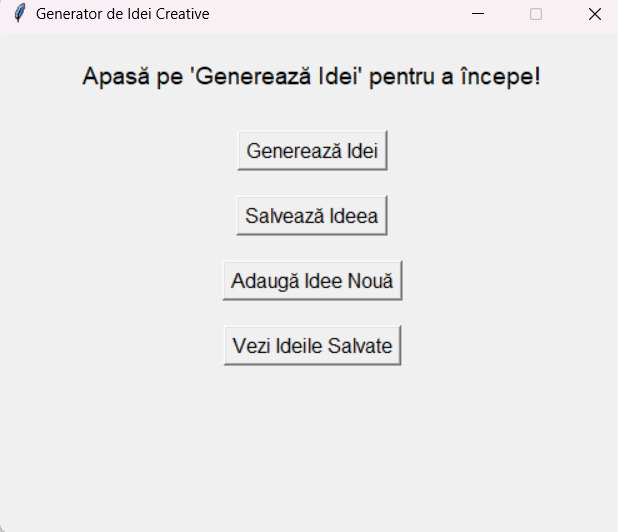 Generator de Idei Creative
Apasă pe 'Generează Idei' pentru a începe!
Generează Idei
Salvează Ideea
Adaugă Idee Nouă
Vezi Ideile Salvate